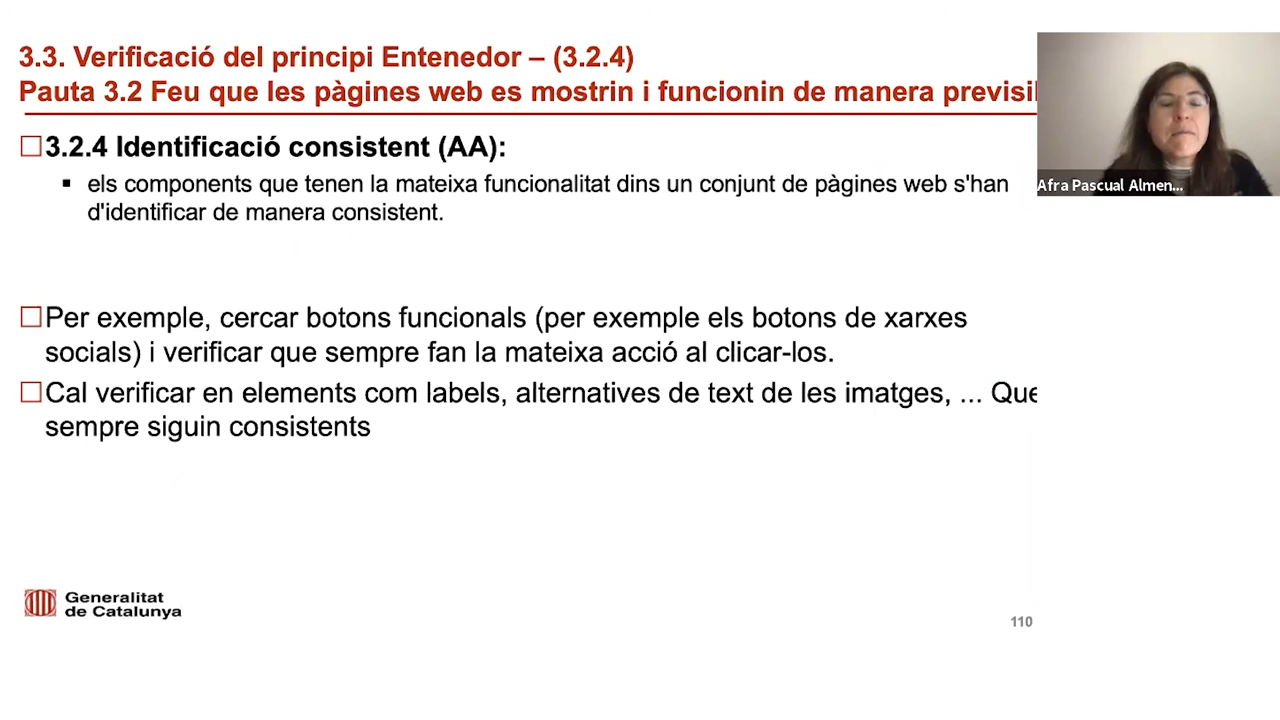 3.3. Verificació del principi Entenedor – (3.2.4)
Pauta 3.2 Feu que les pàgines web es mostrin i funcionin de manera previsil
3.2.4 Identificació consistent (AA):
els components que tenen la mateixa funcionalitat dins un conjunt de pàgines web s'han
d'identificar de manera consistent.
Per exemple, cercar botons funcionals (per exemple els botons de xarxes
socials) i verificar que sempre fan la mateixa acció al clicar-los.
Cal verificar en elements com labels, alternatives de text de les imatges, ... Que
sempre siguin consistents
Afra Pascual Almen...
Generalitat
de Catalunya
110